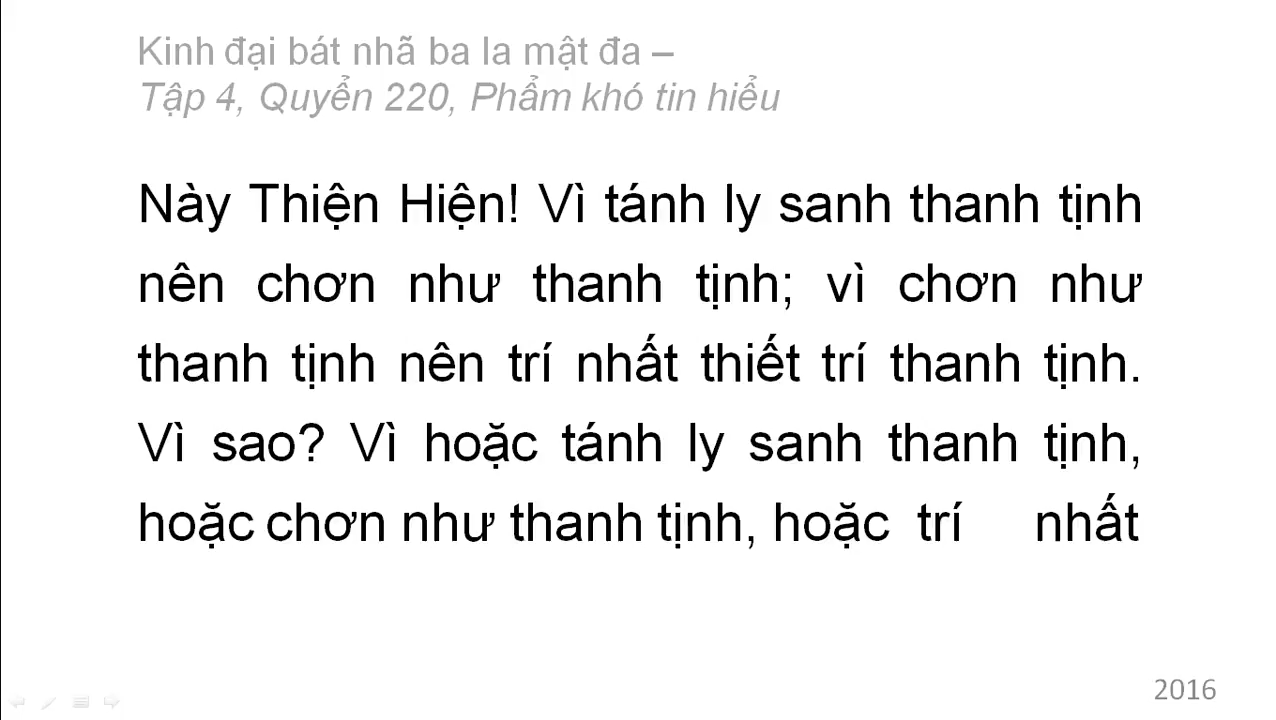 Kinh đại bát nhã ba la mật đa –
Tập 4, Quyển 220, Phẩm khó tin hiểu
Này Thiện Hiện! Vì tánh ly sanh thanh tịnh
nên chơn như thanh tịnh; vì chơn như
thanh tịnh nên trí nhất thiết trí thanh tịnh.
Vì sao? Vì hoặc tánh ly sanh thanh tịnh,
hoặc chơn như thanh tịnh, hoặc trí nhất
2016